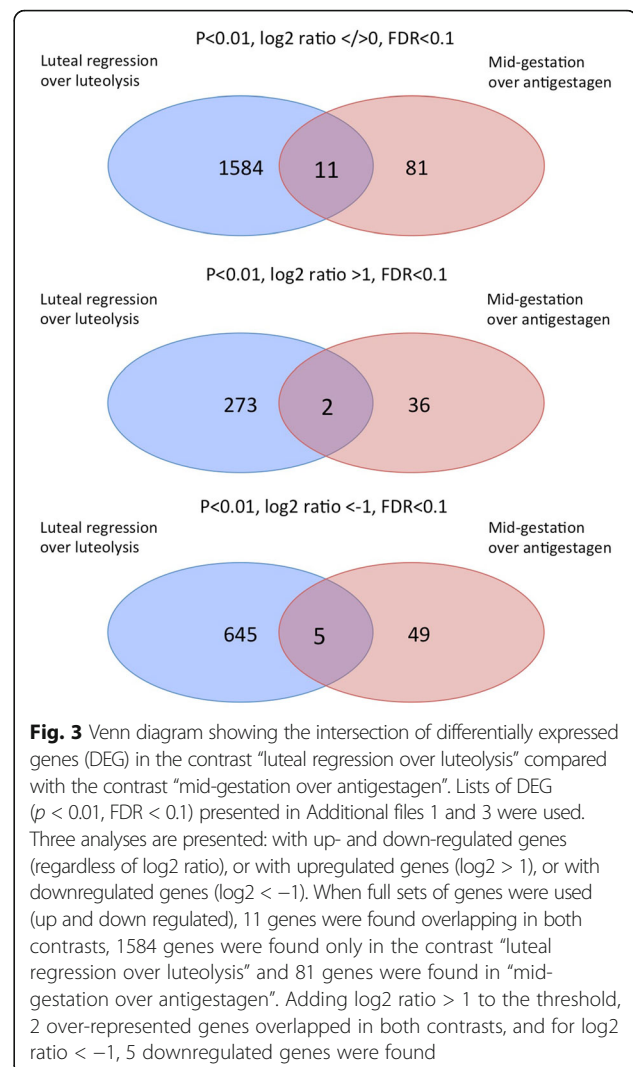 P<0.01, log2 ratio </>0, FDR<0.1
Luteal regression
over luteolysis
Mid-gestation
over antigestagen
1584
11
81
P<0.01, log2 ratio >1, FDR<0.1
Luteal regression
over luteolysis
Mid-gestation
over antigestagen
273
2
36
P<0.01, log2 ratio <-1, FDR<0.1
Luteal regression
over luteolysis
Mid-gestation
over antigestagen
645
5
49
Fig. 3 Venn diagram showing the intersection of differentially expressed
genes (DEG) in the contrast “luteal regression over luteolysis” compared
with the contrast “mid-gestation over antigestagen”. Lists of DEG
(p < 0.01, FDR < 0.1) presented in Additional files 1 and 3 were used.
Three analyses are presented: with up- and down-regulated genes
(regardless of log2 ratio), or with upregulated genes (log2 > 1), or with
downregulated genes (log2 < −1). When full sets of genes were used
(up and down regulated), 11 genes were found overlapping in both
contrasts, 1584 genes were found only in the contrast “luteal
regression over luteolysis” and 81 genes were found in “mid-
gestation over antigestagen”. Adding log2 ratio > 1 to the threshold,
2 over-represented genes overlapped in both contrasts, and for log2
ratio < −1, 5 downregulated genes were found